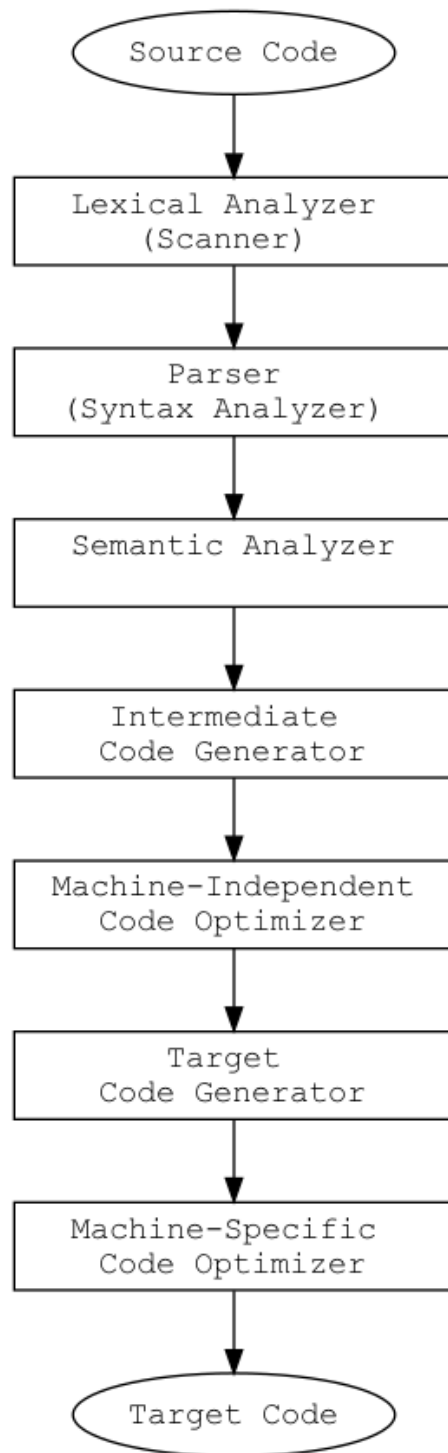 Source Code
Lexical Analyzer
(Scanner)
Parser
(Syntax Analyzer)
Semantic Analyzer
Intermediate
Code Generator
Machine-Independent
Code Optimizer
Target
Code Generator
Machine-Specific
Code Optimizer
Target Code